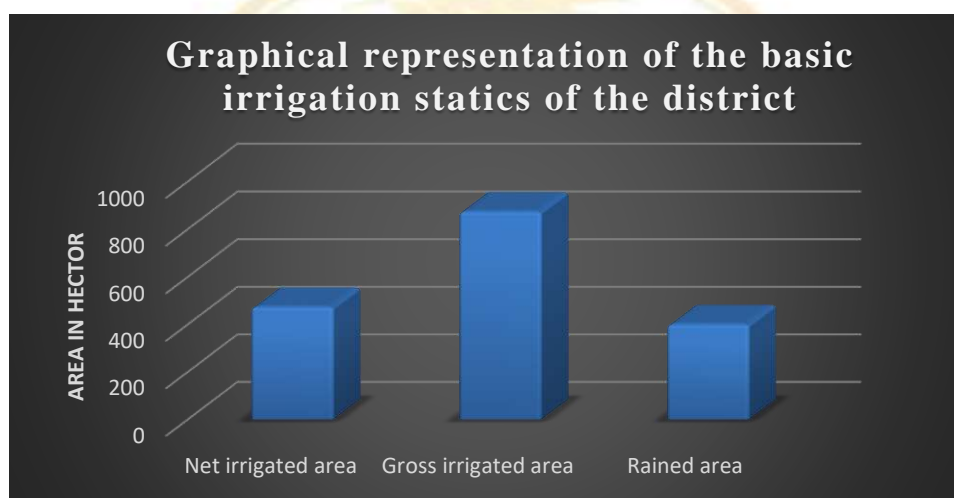 Graphical representation of the basic
irrigation statics of the district
AREA IN HECTOR
1000
800
600
400
200
0
Net irrigated area
Gross irrigated area
Rained area